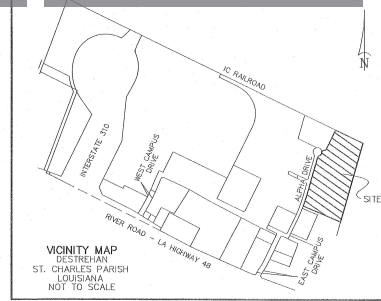 IC RAILROAD
N
INTERSTATE 310
WEST CAMPUS
DRIVE
ALPHA DRIVE
SITE
RIVER ROAD - LA HIGHWAY 48
EAST CAMPUS
DRIVE
VICINITY MAP
DESTREHAN
ST. CHARLES PARISH
LOUISIANA
NOT TO SCALE